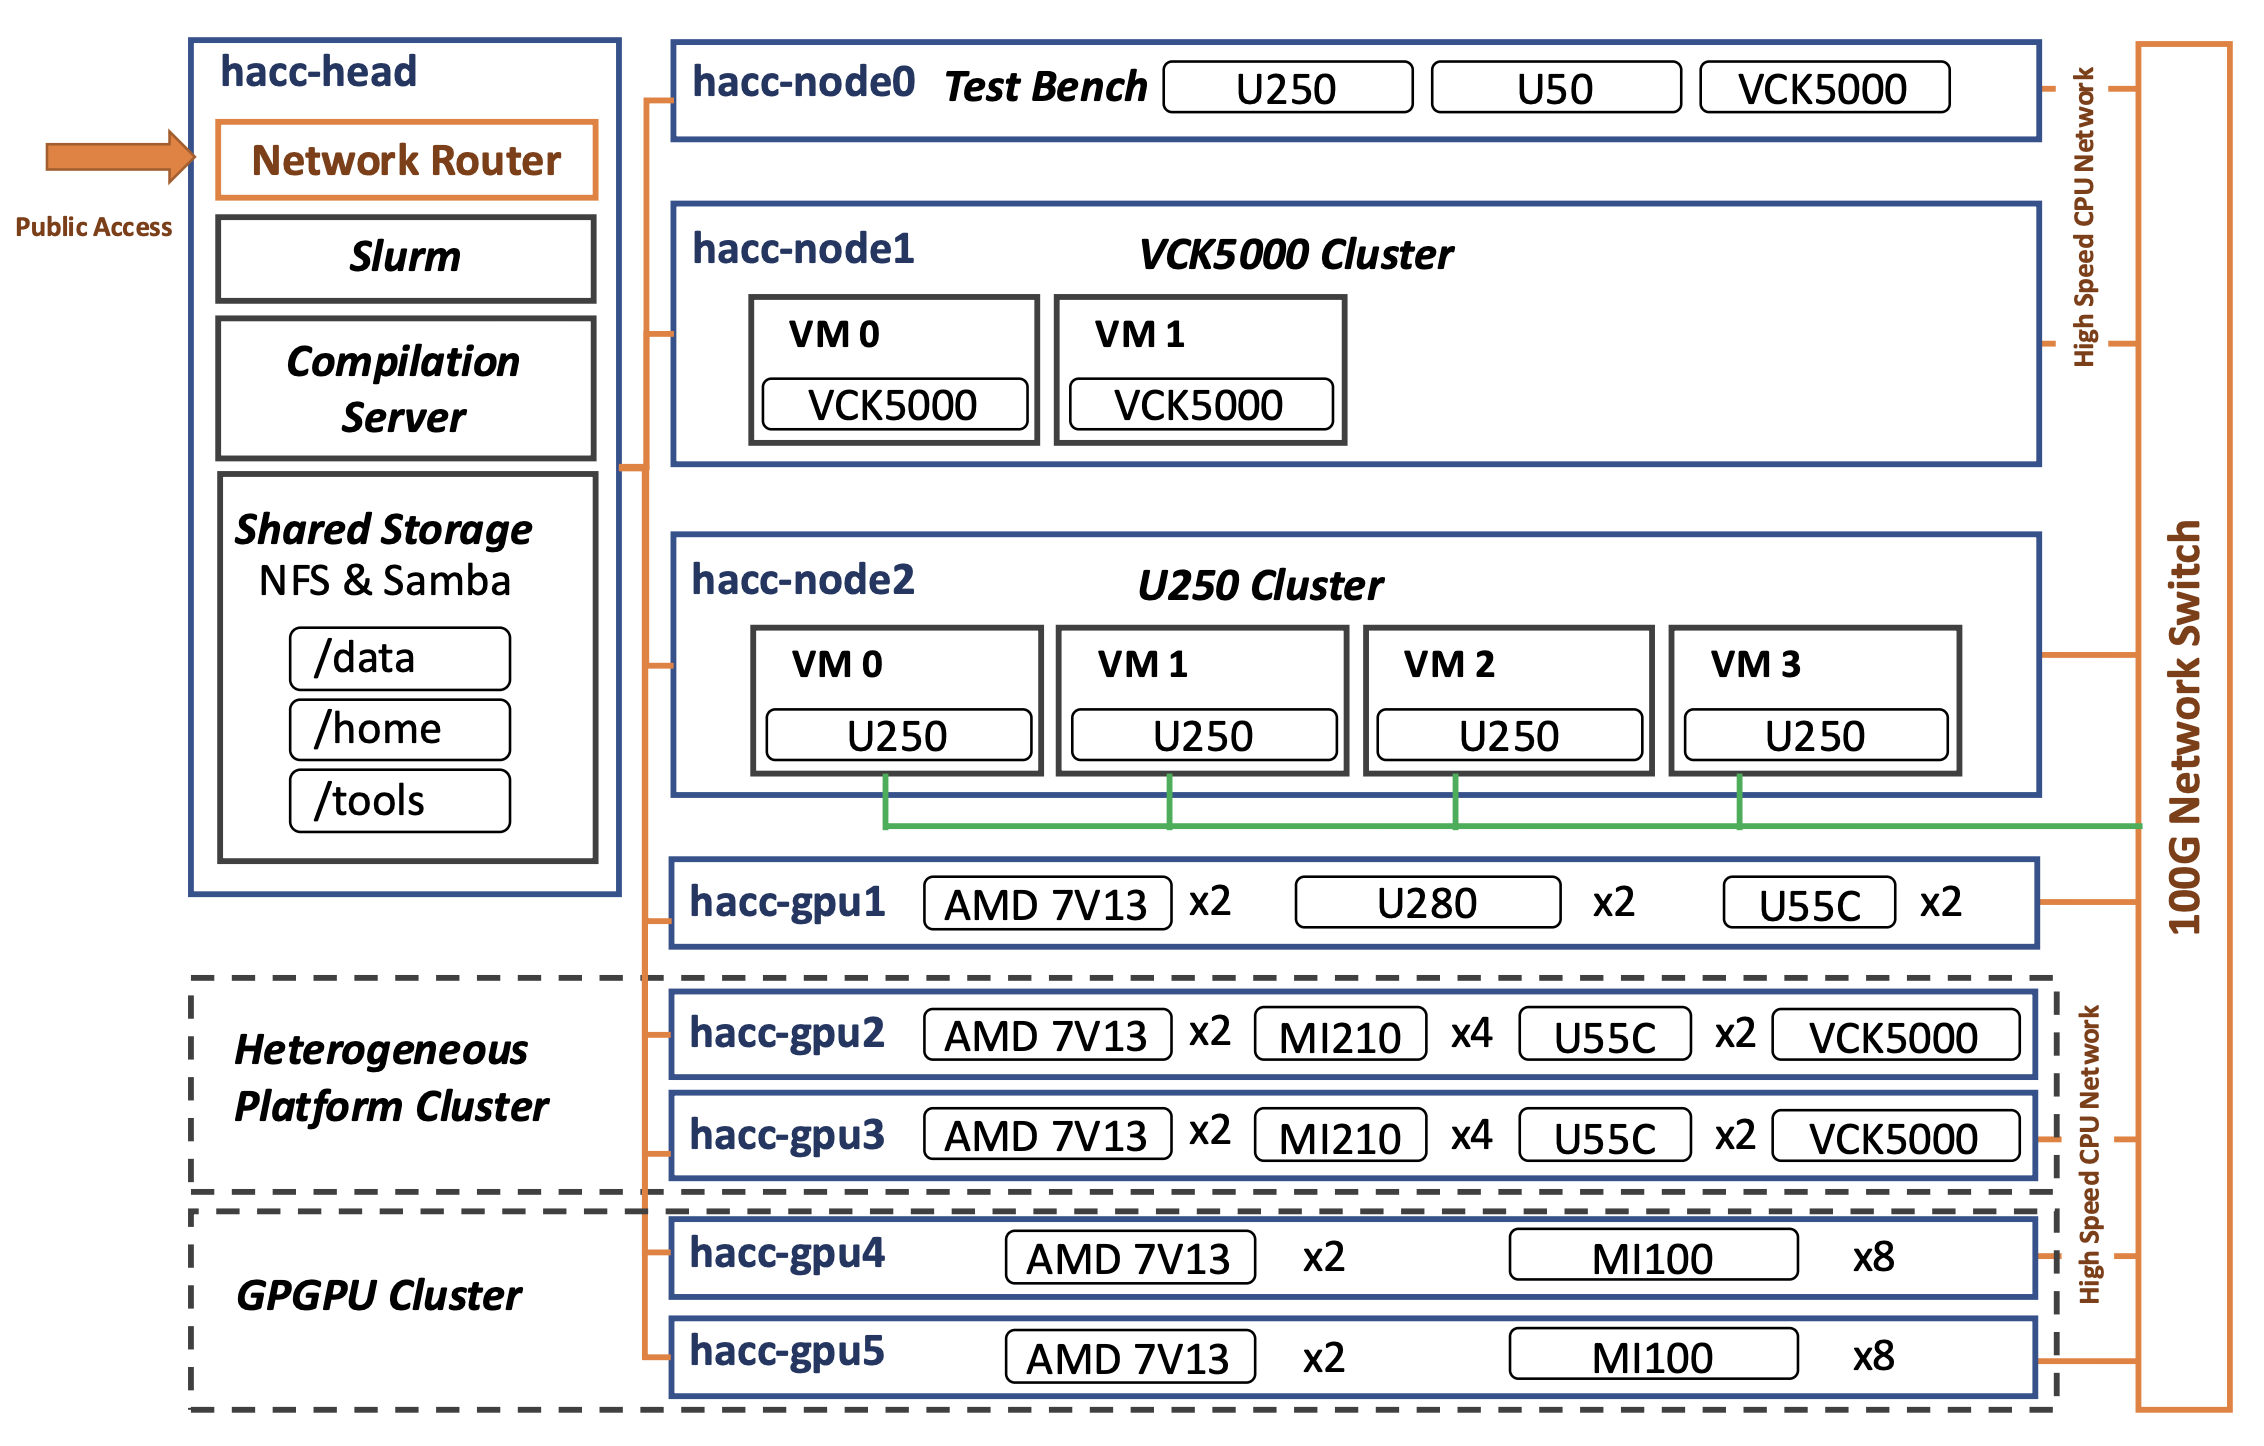 hacc-head
Network Router
Public Access
Slurm
Compilation
Server
Shared Storage
NFS & Samba
/data
/home
/tools
hacc-node0 Test Bench U250 U50 VCK5000
hacc-node1 VCK5000 Cluster
VM 0 VM 1
VCK5000 VCK5000
hacc-node2 U250 Cluster
VM 0 VM 1 VM 2 VM 3
U250 U250 U250 U250
hacc-gpu1 AMD 7V13 x2 U280 x2 U55C x2
Heterogeneous
Platform Cluster
hacc-gpu2 AMD 7V13 x2 MI210 x4 U55C x2 VCK5000
hacc-gpu3 AMD 7V13 x2 MI210 x4 U55C x2 VCK5000
GPGPU Cluster
hacc-gpu4 AMD 7V13 x2 MI100 x8
hacc-gpu5 AMD 7V13 x2 MI100 x8
High Speed CPU Network
High Speed CPU Network
100G Network Switch